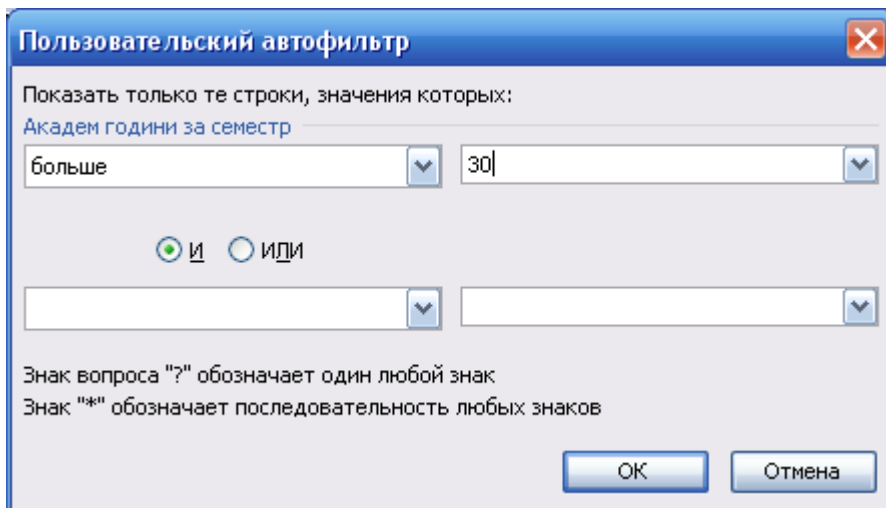 Пользовательский автофильтр
Показать только те строки, значения которых:
Академ години за семестр
больше 30
И ИЛИ
Знак вопроса "?" обозначает один любой знак
Знак "*" обозначает последовательность любых знаков
ОК Отмена